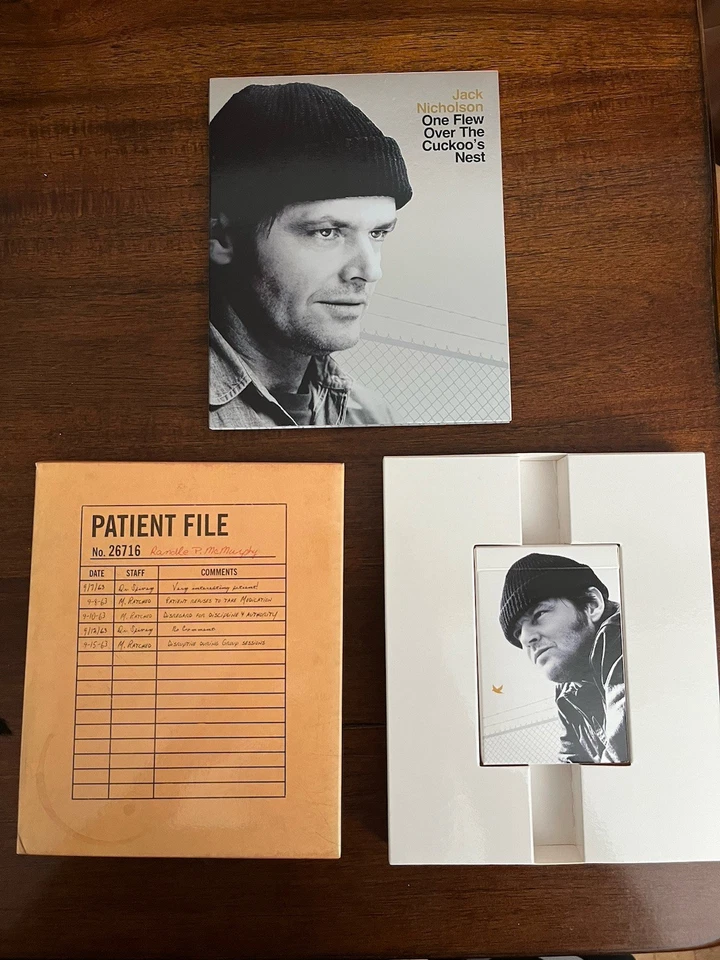 Jack
Nicholson
One Flew
Over The
Cuckoo's
Nest
PATIENT FILE
No. 26716 Randle P. McMurphy
DATE STAFF COMMENTS
9/7/63 Dr. Spivey Very interesting patient!
9-8-63 M. RATCHED PATIENT REFUSES TO TAKE MEDICATION
9-10-63 M. RATCHED DISREGARD FOR DISCIPLINE & AUTHORITY
9/12/63 Dr. Spivey No Comment
9-15-63 M. RATCHED DISRUPTIVE DURING GROUP SESSIONS